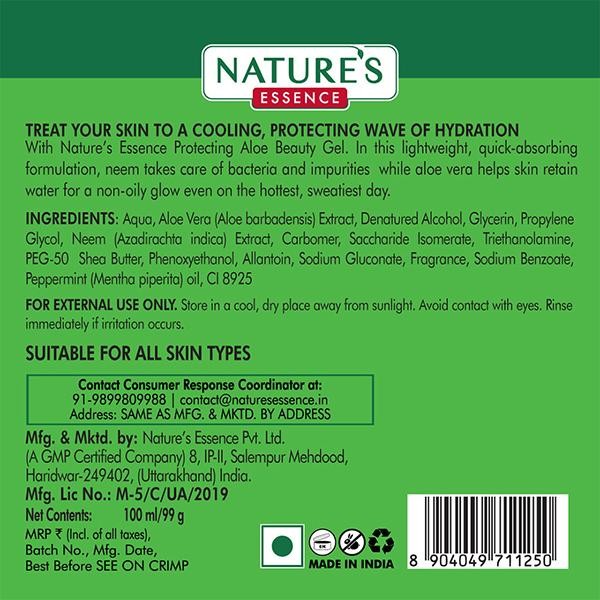 NATURE'S
ESSENCE
TREAT YOUR SKIN TO A COOLING, PROTECTING WAVE OF HYDRATION
With Nature's Essence Protecting Aloe Beauty Gel. In this lightweight, quick-absorbing
formulation, neem takes care of bacteria and impurities while aloe vera helps skin retain
water for a non-oily glow even on the hottest, sweatiest day.
INGREDIENTS: Aqua, Aloe Vera (Aloe barbadensis) Extract, Denatured Alcohol, Glycerin, Propylene
Glycol, Neem (Azadirachta indica) Extract, Carbomer, Saccharide Isomerate, Triethanolamine,
PEG-50 Shea Butter, Phenoxyethanol, Allantoin, Sodium Gluconate, Fragrance, Sodium Benzoate,
Peppermint (Mentha piperita) oil, CI 8925
FOR EXTERNAL USE ONLY. Store in a cool, dry place away from sunlight. Avoid contact with eyes. Rinse
immediately if irritation occurs.
SUITABLE FOR ALL SKIN TYPES
Contact Consumer Response Coordinator at:
91-9899809988 | contact@naturesessence.in
Address: SAME AS MFG. & MKTD. BY ADDRESS
Mfg. & Mktd. by: Nature's Essence Pvt. Ltd.
(A GMP Certified Company) 8, IP-II, Salempur Mehdood,
Haridwar-249402, (Uttarakhand) India.
Mfg. Lic No.: M-5/C/UA/2019
Net Contents: 100 ml/99 g
MRP ₹ (Incl. of all taxes),
Batch No., Mfg. Date,
Best Before SEE ON CRIMP
MADE IN INDIA
8 904049 711250